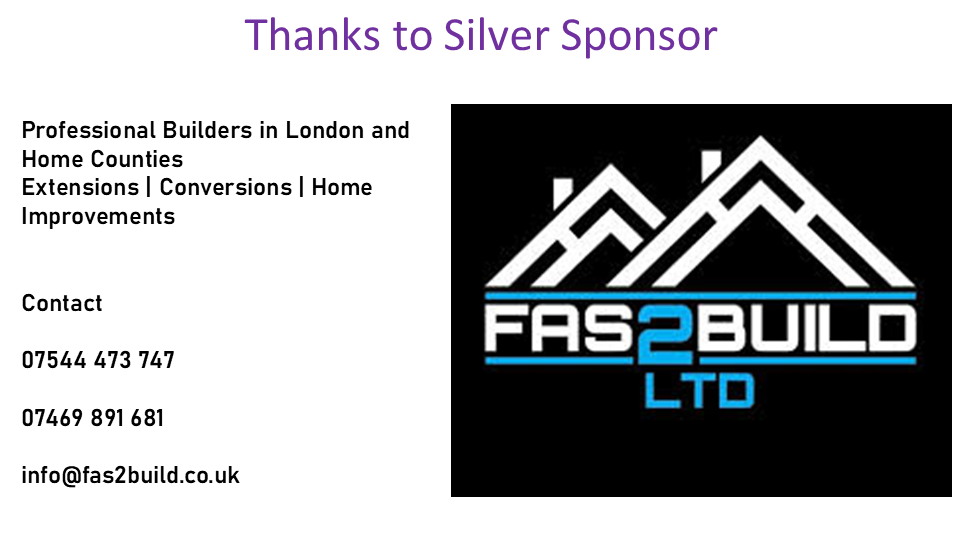 Thanks to Silver Sponsor
Professional Builders in London and
Home Counties
Extensions | Conversions | Home
Improvements
Contact
07544 473 747
07469 891 681
info@fas2build.co.uk
FAS2BUILD
LTD